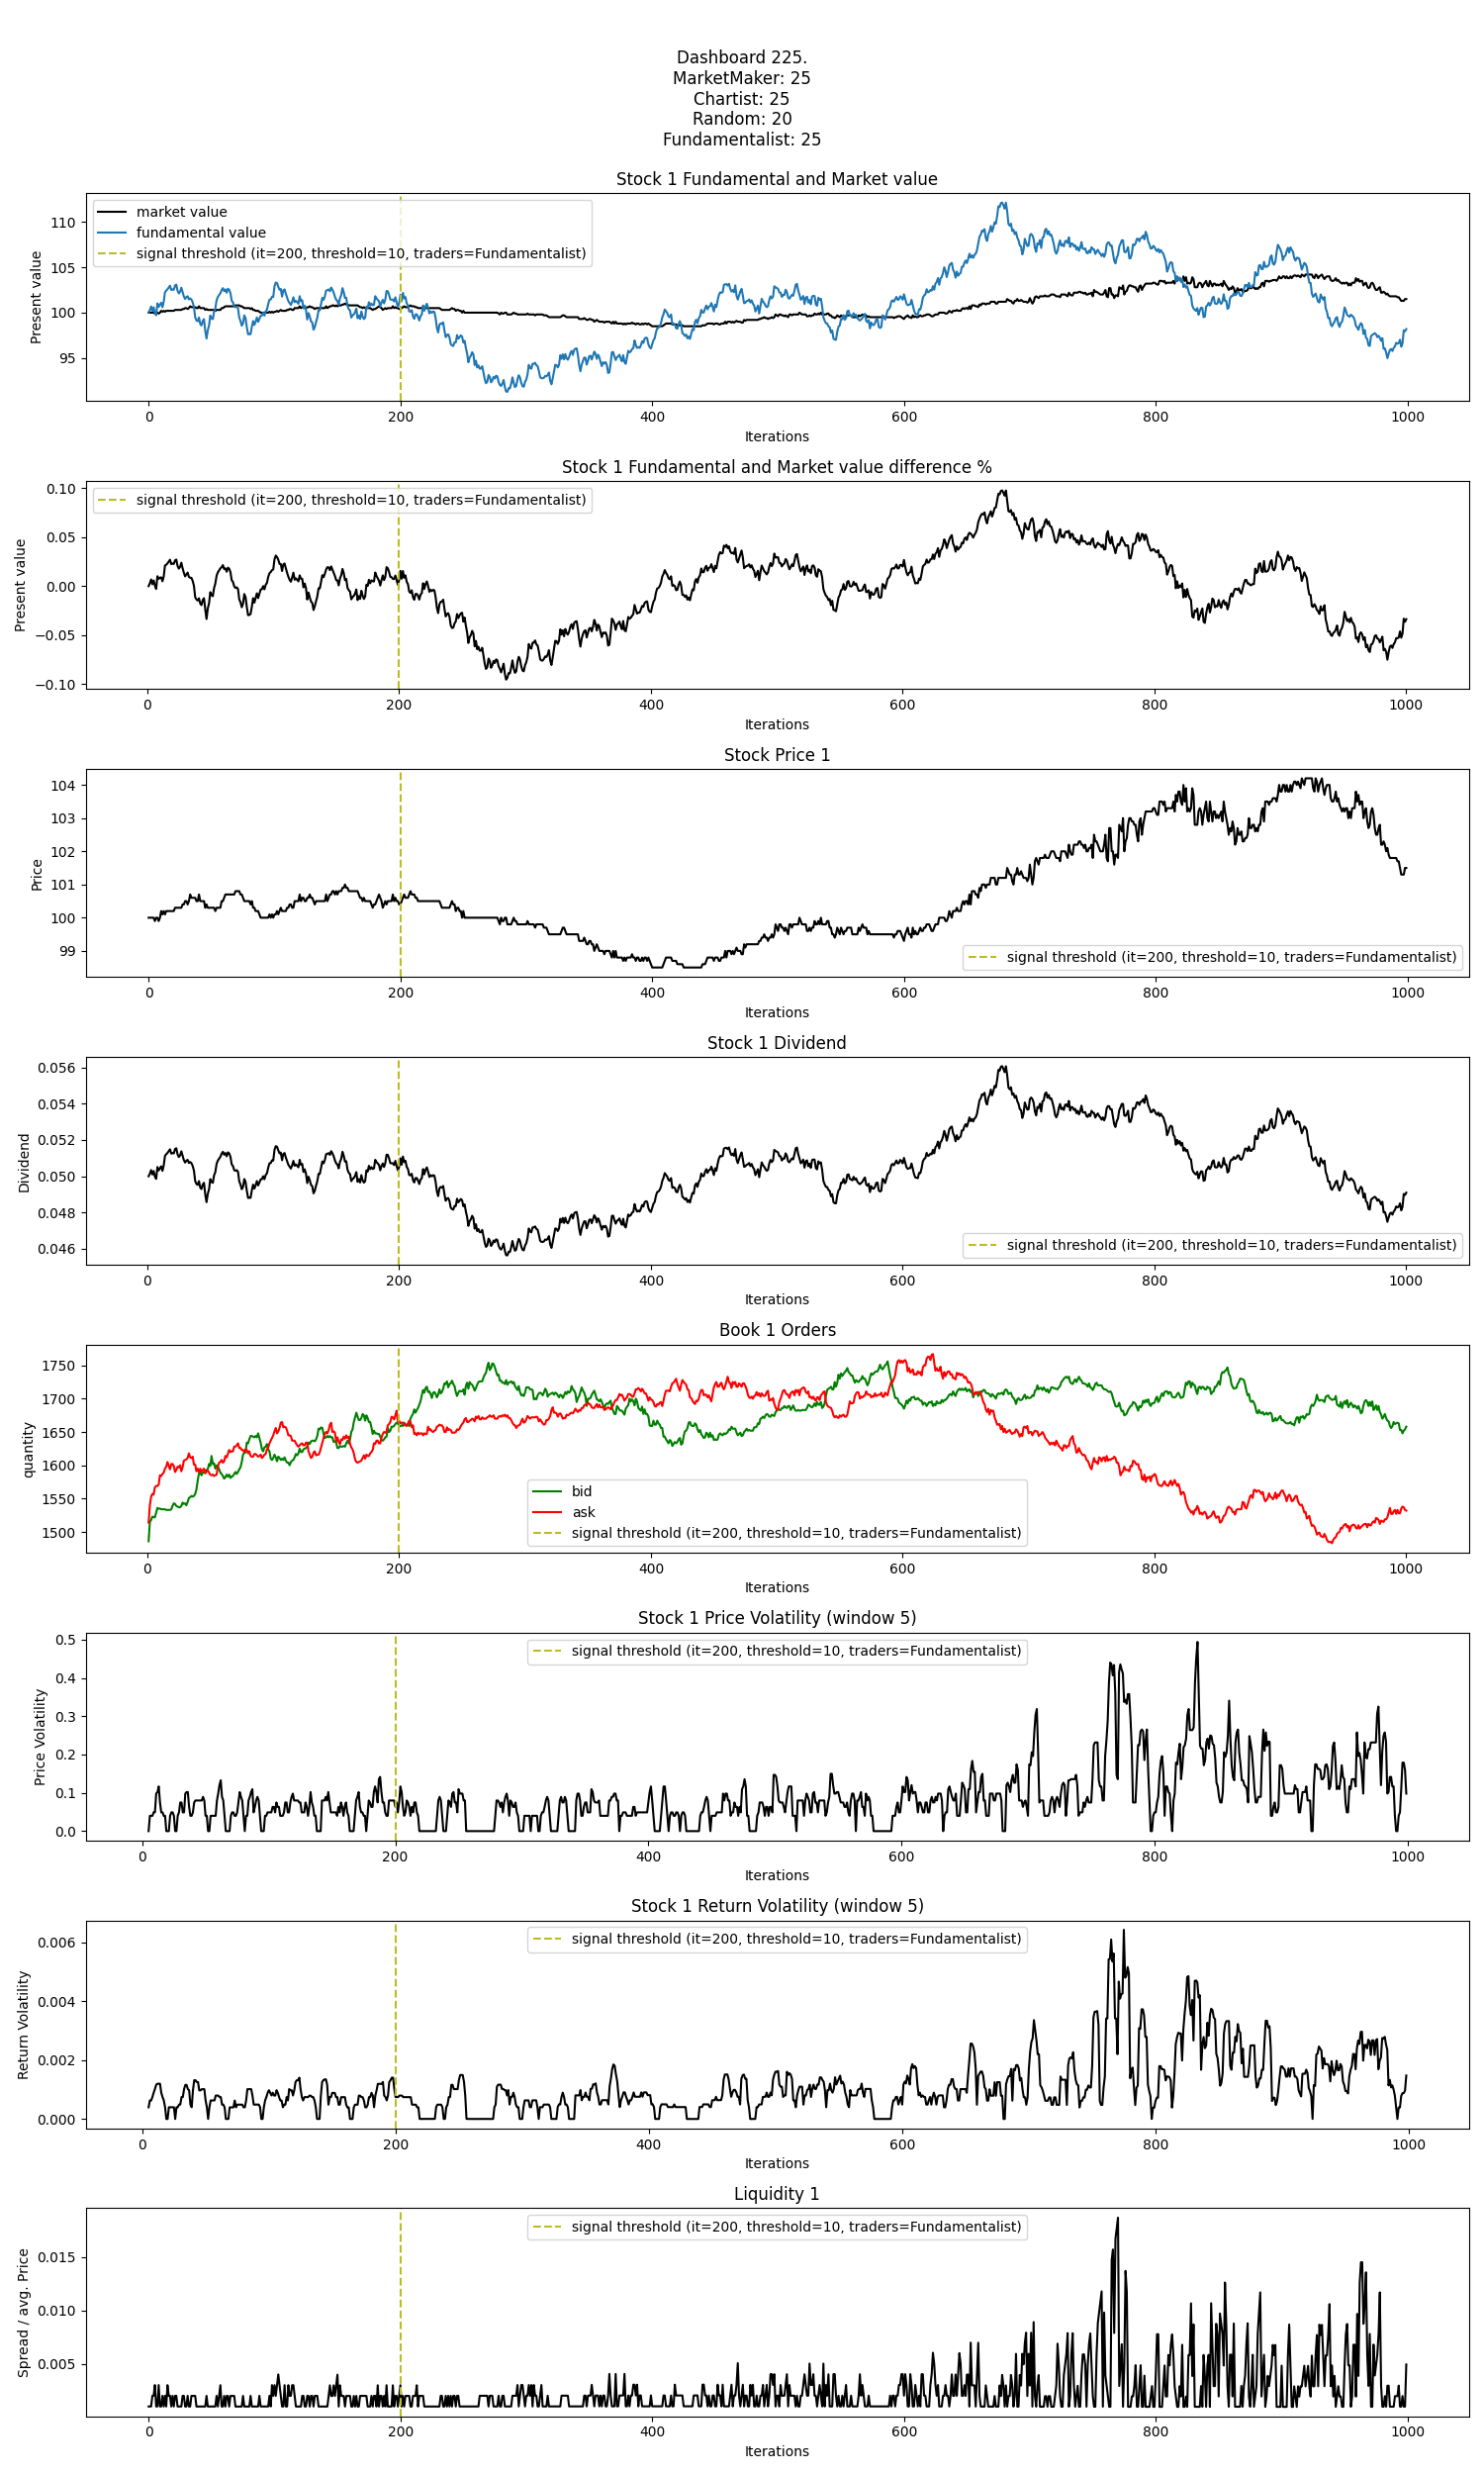 Dashboard 225.
MarketMaker: 25
Chartist: 25
Random: 20
Fundamentalist: 25
Stock 1 Fundamental and Market value
market value
fundamental value
signal threshold (it=200, threshold=10, traders=Fundamentalist)
Present value
110
105
100
95
0 200 400 600 800 1000
Iterations
Stock 1 Fundamental and Market value difference %
signal threshold (it=200, threshold=10, traders=Fundamentalist)
Present value
0.10
0.05
0.00
−0.05
−0.10
0 200 400 600 800 1000
Iterations
Stock Price 1
Price
104
103
102
101
100
99
signal threshold (it=200, threshold=10, traders=Fundamentalist)
0 200 400 600 800 1000
Iterations
Stock 1 Dividend
Dividend
0.056
0.054
0.052
0.050
0.048
0.046
signal threshold (it=200, threshold=10, traders=Fundamentalist)
0 200 400 600 800 1000
Iterations
Book 1 Orders
quantity
1750
1700
1650
1600
1550
1500
bid
ask
signal threshold (it=200, threshold=10, traders=Fundamentalist)
0 200 400 600 800 1000
Iterations
Stock 1 Price Volatility (window 5)
signal threshold (it=200, threshold=10, traders=Fundamentalist)
Price Volatility
0.5
0.4
0.3
0.2
0.1
0.0
0 200 400 600 800 1000
Iterations
Stock 1 Return Volatility (window 5)
signal threshold (it=200, threshold=10, traders=Fundamentalist)
Return Volatility
0.006
0.004
0.002
0.000
0 200 400 600 800 1000
Iterations
Liquidity 1
signal threshold (it=200, threshold=10, traders=Fundamentalist)
Spread / avg. Price
0.015
0.010
0.005
0 200 400 600 800 1000
Iterations